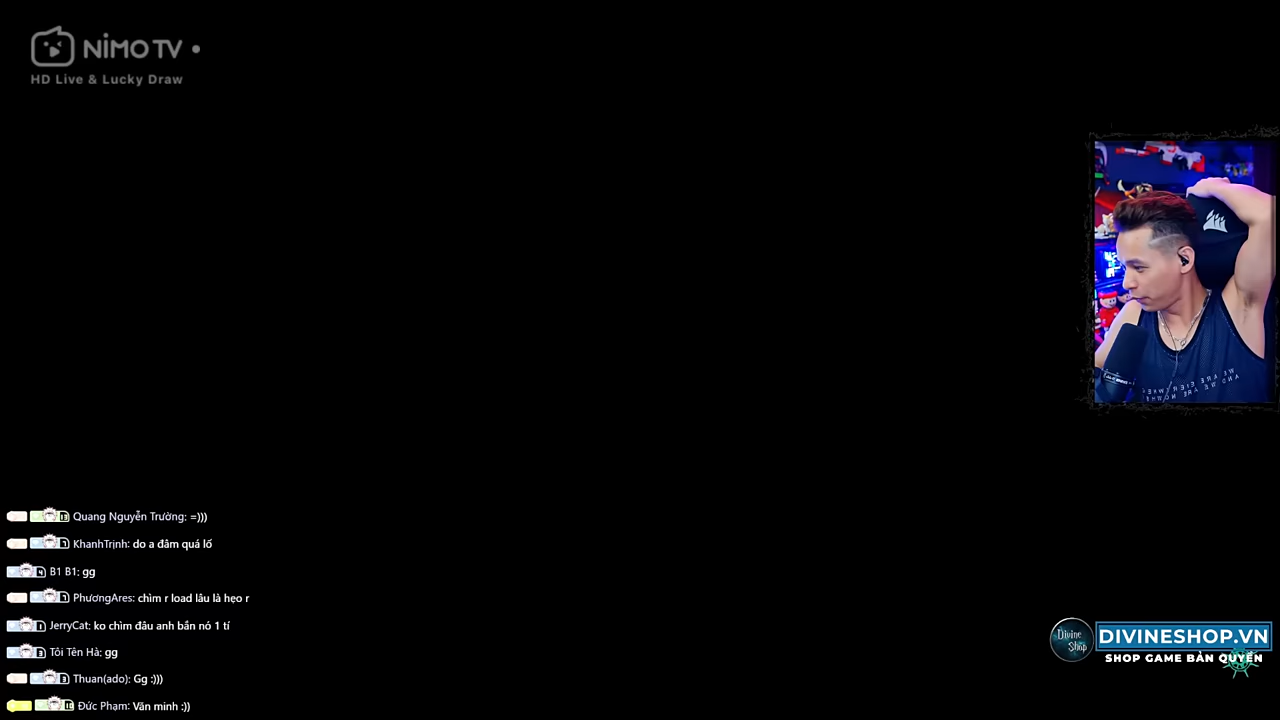 NIMO TV
HD Live & Lucky Draw
Quang Nguyễn Trường: =)))
KhanhTrịnh: do a đâm quá lố
B1 B1: gg
PhươngAres: chìm r load lâu là hẹo r
JerryCat: ko chìm đâu anh bắn nó 1 tí
Tôi Tên Hà: gg
Thuan(ado): Gg :)))
Đức Phạm: Văn minh :))
Divine
Shop
DIVINESHOP.VN
SHOP GAME BẢN QUYỀN